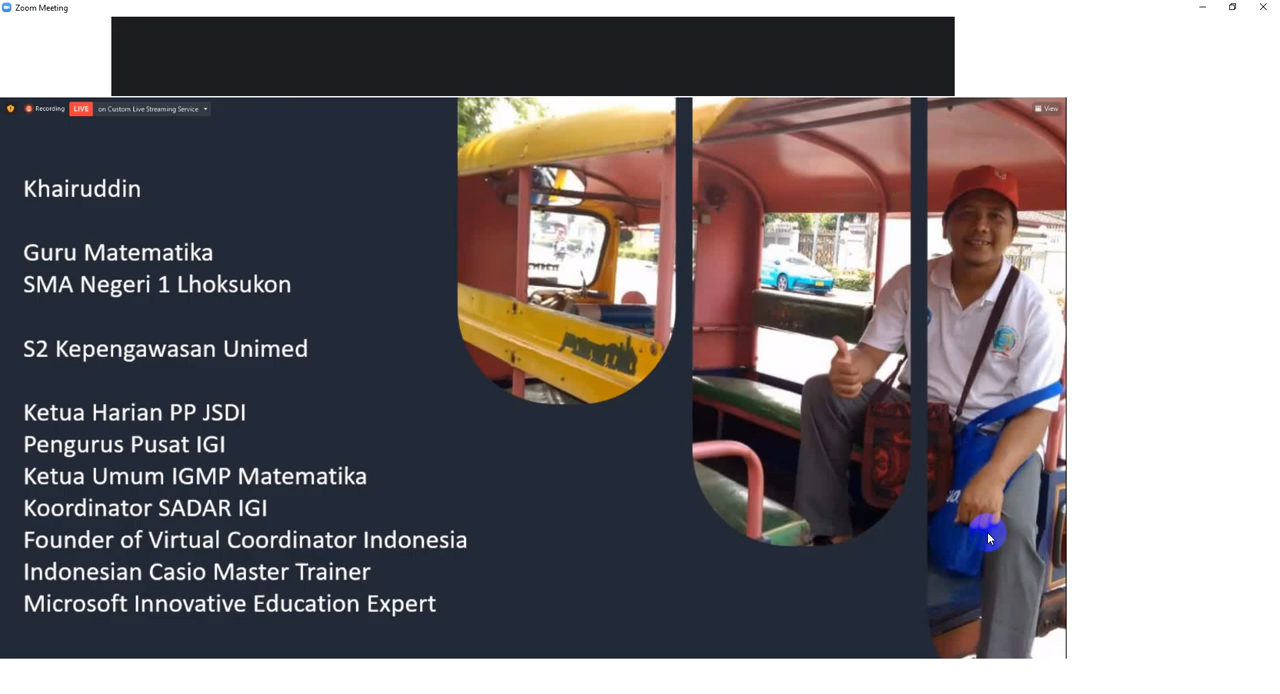 Zoom Meeting
Recording LIVE on Custom Live Streaming Service
View
Khairuddin
Guru Matematika
SMA Negeri 1 Lhoksukon
S2 Kepengawasan Unimed
Ketua Harian PP JSDI
Pengurus Pusat IGI
Ketua Umum IGMP Matematika
Koordinator SADAR IGI
Founder of Virtual Coordinator Indonesia
Indonesian Casio Master Trainer
Microsoft Innovative Education Expert